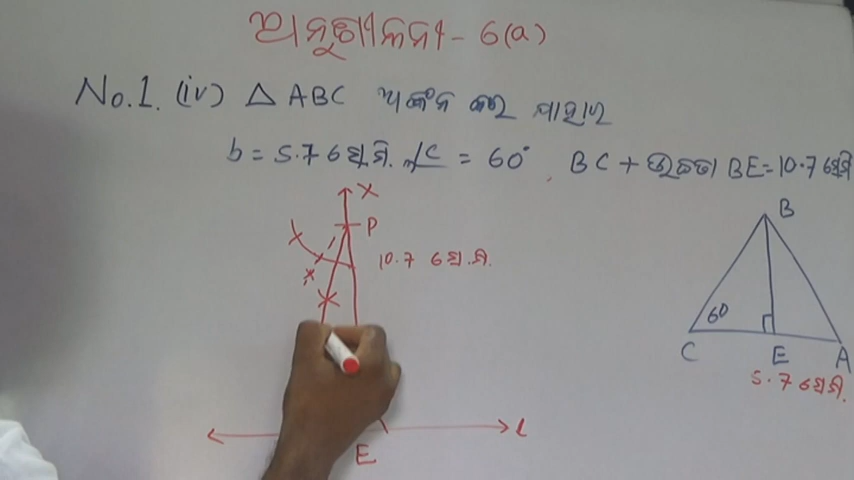 ଅନୁଶୀଳନୀ - 6(a)
No.1. (iv) △ ABC ଅଙ୍କନ କର ଯାହାର
b = 5.7 ସେ.ମି. ∠C = 60° BC + ଉଚ୍ଚତା BE = 10.7 ସେମି
X
P
10.7 ସେ.ମି.
E
l
B
60
C
E
A
5.7 ସେମି.